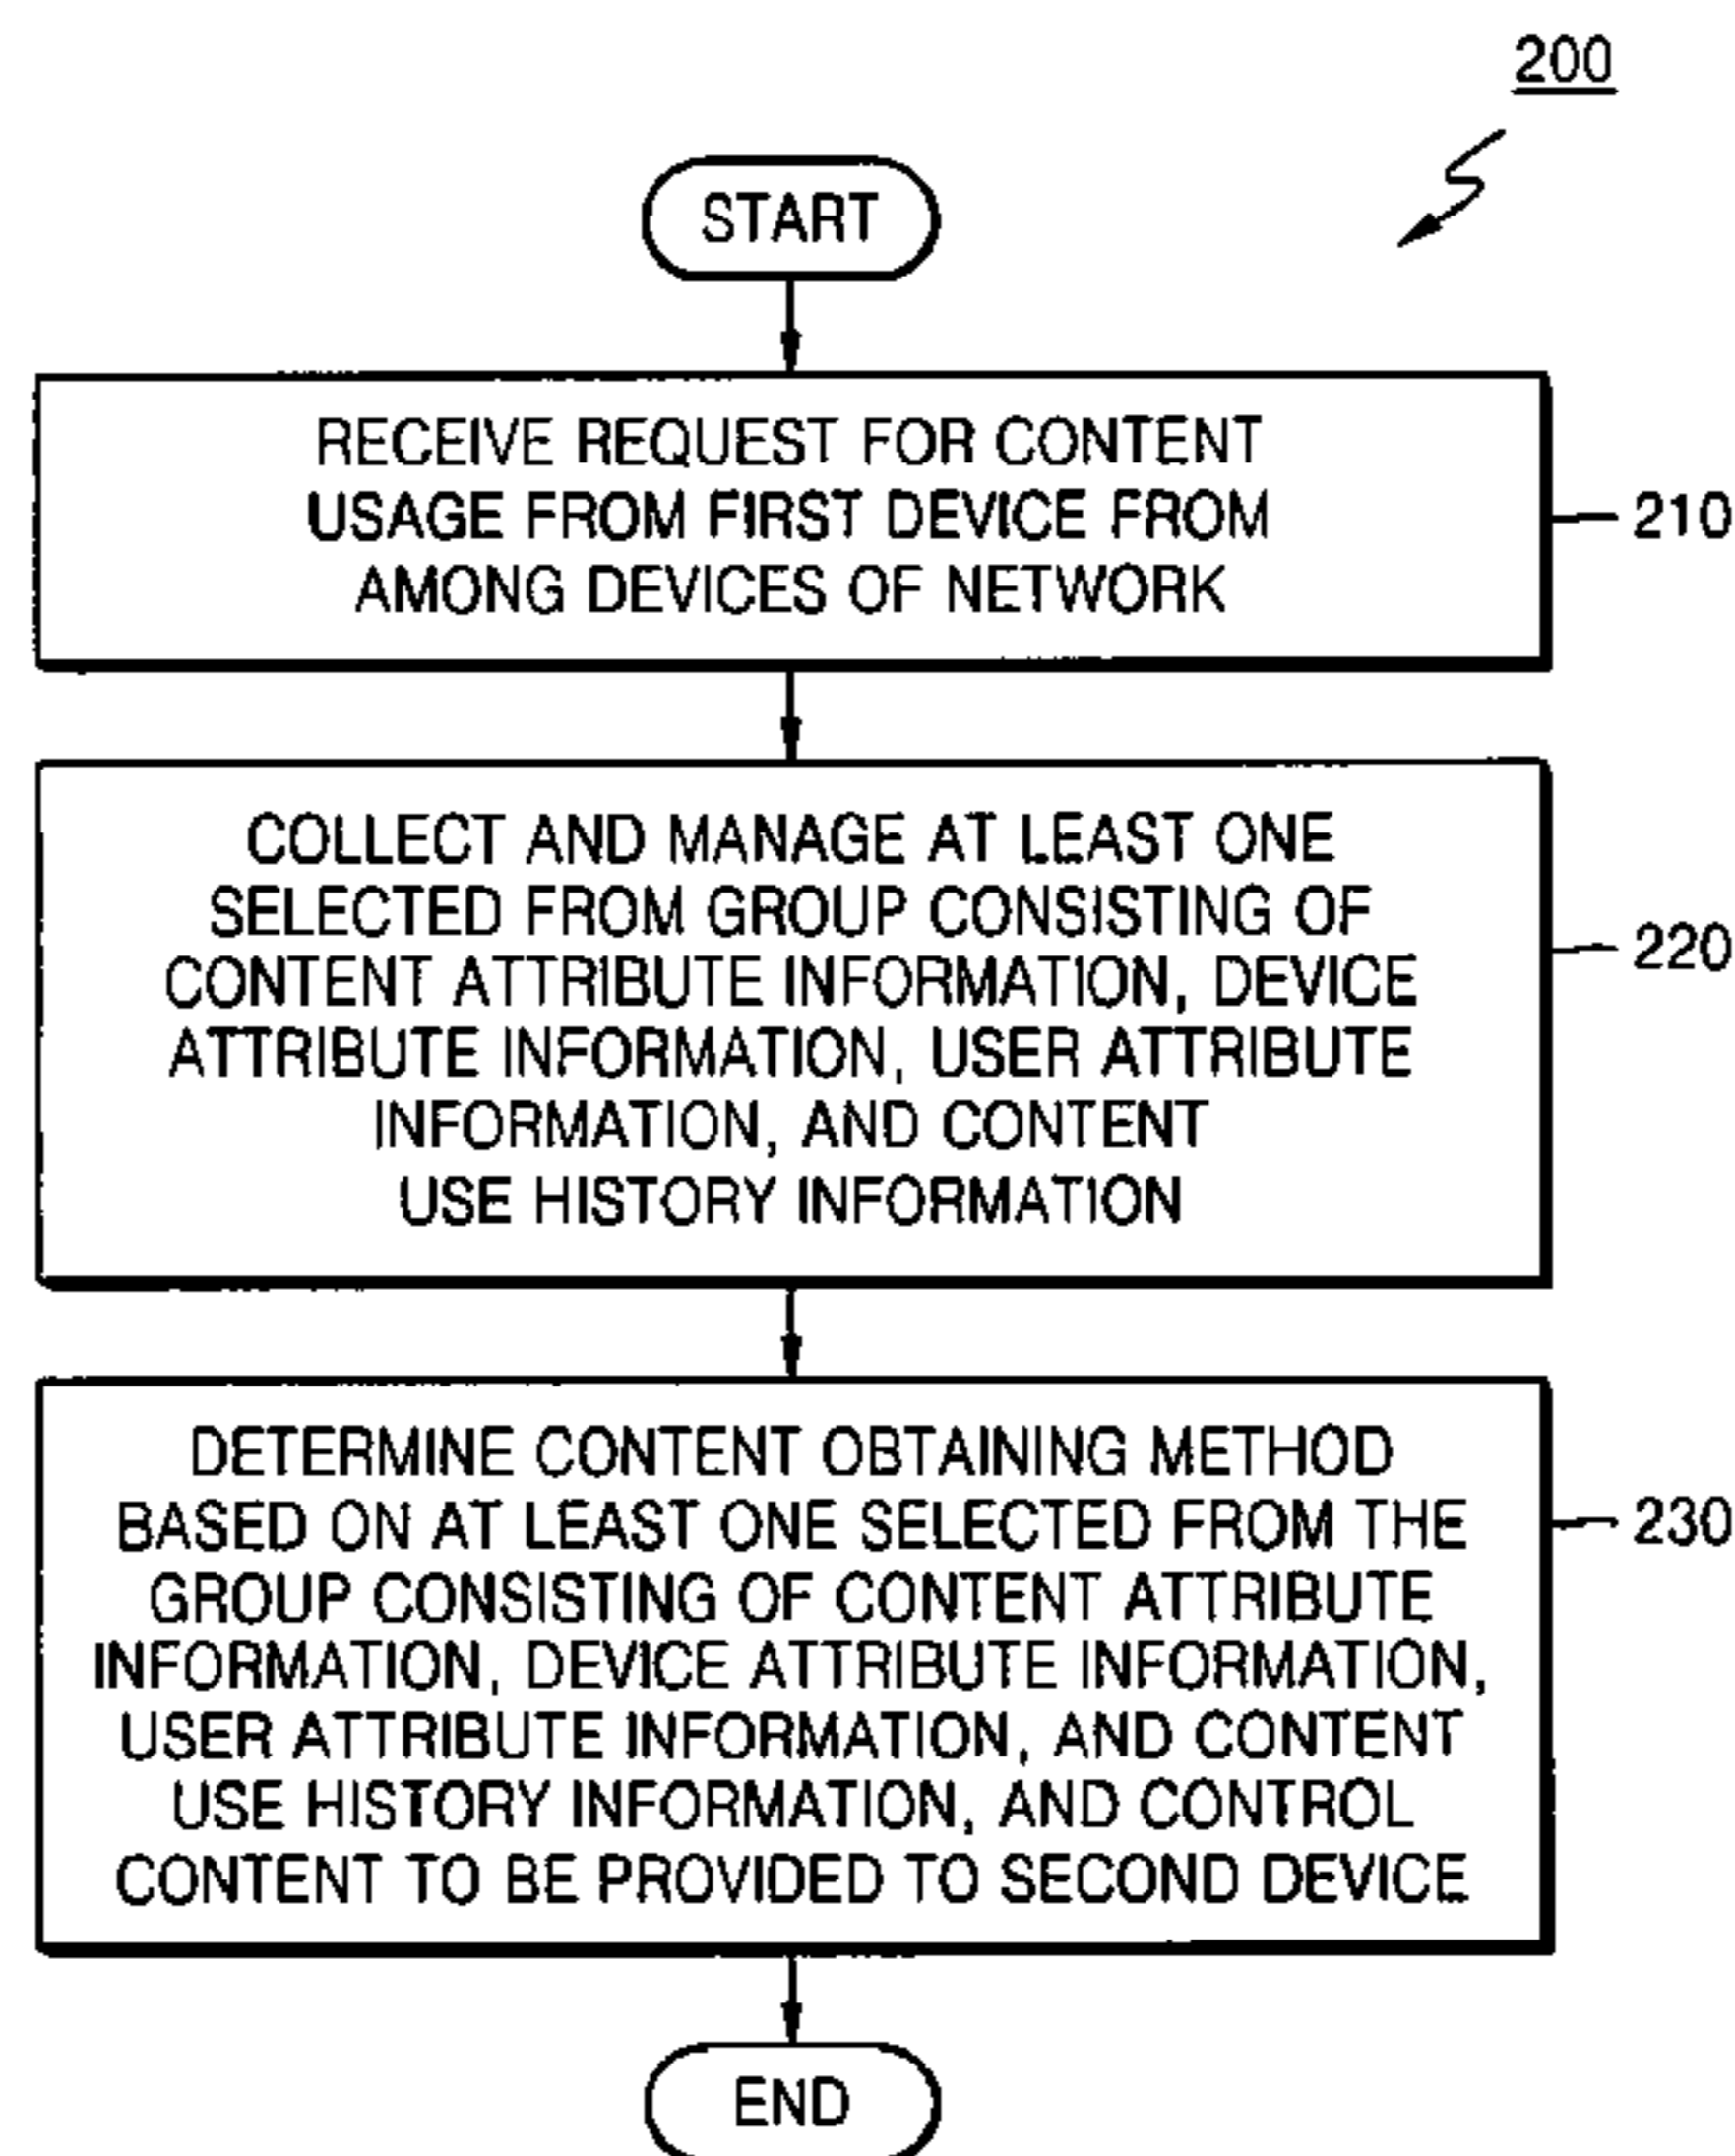 200
START
RECEIVE REQUEST FOR CONTENT
USAGE FROM FIRST DEVICE FROM
AMONG DEVICES OF NETWORK
210
COLLECT AND MANAGE AT LEAST ONE
SELECTED FROM GROUP CONSISTING OF
CONTENT ATTRIBUTE INFORMATION, DEVICE
ATTRIBUTE INFORMATION, USER ATTRIBUTE
INFORMATION, AND CONTENT
USE HISTORY INFORMATION
220
DETERMINE CONTENT OBTAINING METHOD
BASED ON AT LEAST ONE SELECTED FROM THE
GROUP CONSISTING OF CONTENT ATTRIBUTE
INFORMATION, DEVICE ATTRIBUTE INFORMATION,
USER ATTRIBUTE INFORMATION, AND CONTENT
USE HISTORY INFORMATION, AND CONTROL
CONTENT TO BE PROVIDED TO SECOND DEVICE
230
END